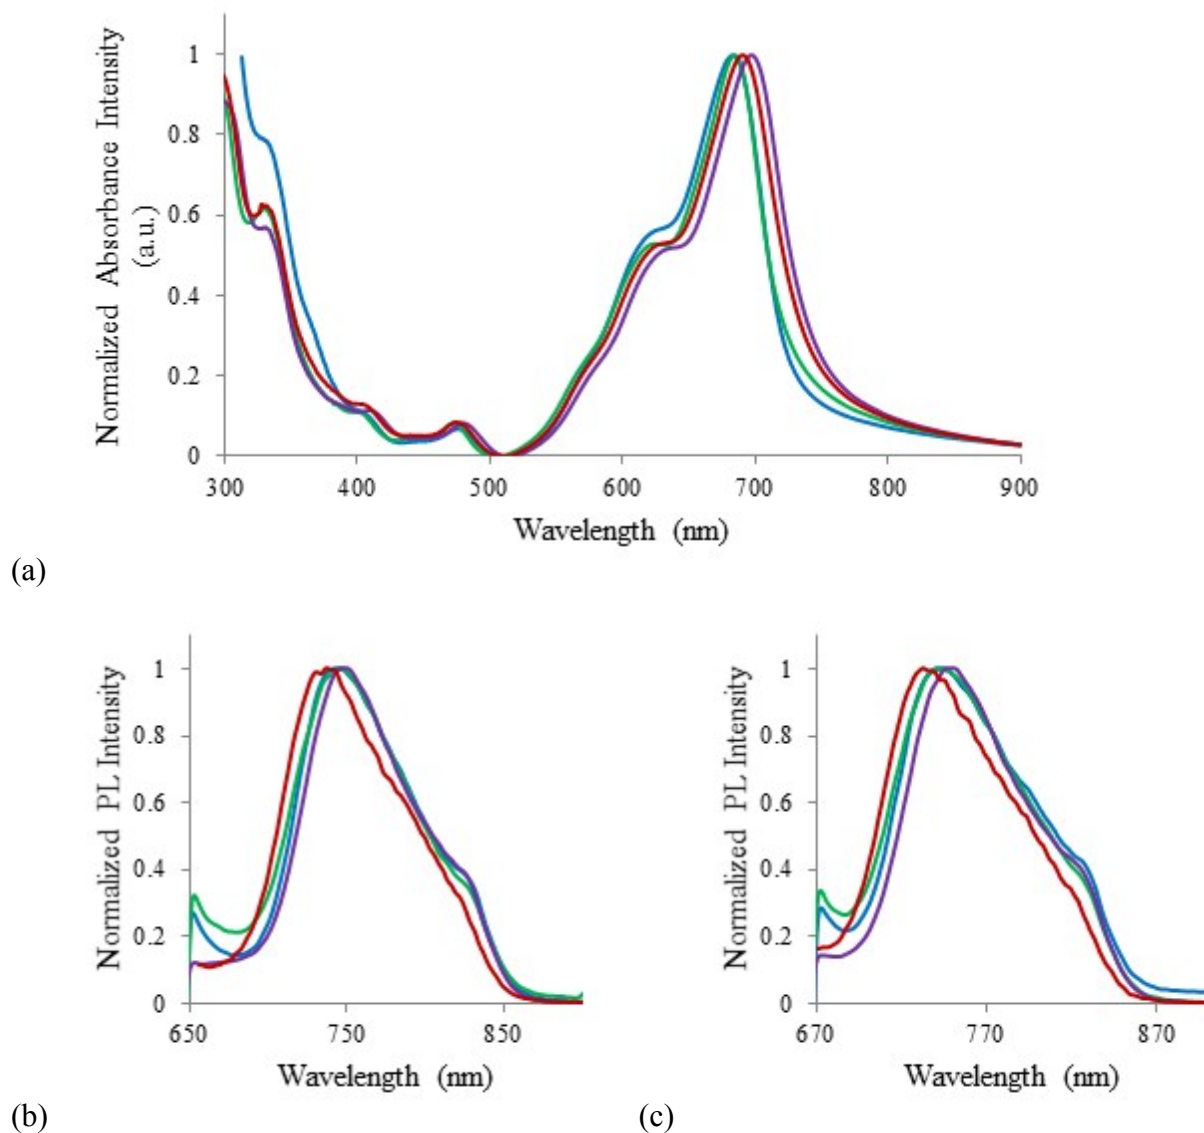 Normalized Absorbance Intensity
(a.u.)
1
0.8
0.6
0.4
0.2
0
300 400 500 600 700 800 900
Wavelength (nm)
(a)
Normalized PL Intensity
1
0.8
0.6
0.4
0.2
0
650 750 850
Wavelength (nm)
(b)
Normalized PL Intensity
1
0.8
0.6
0.4
0.2
0
670 770 870
Wavelength (nm)
(c)